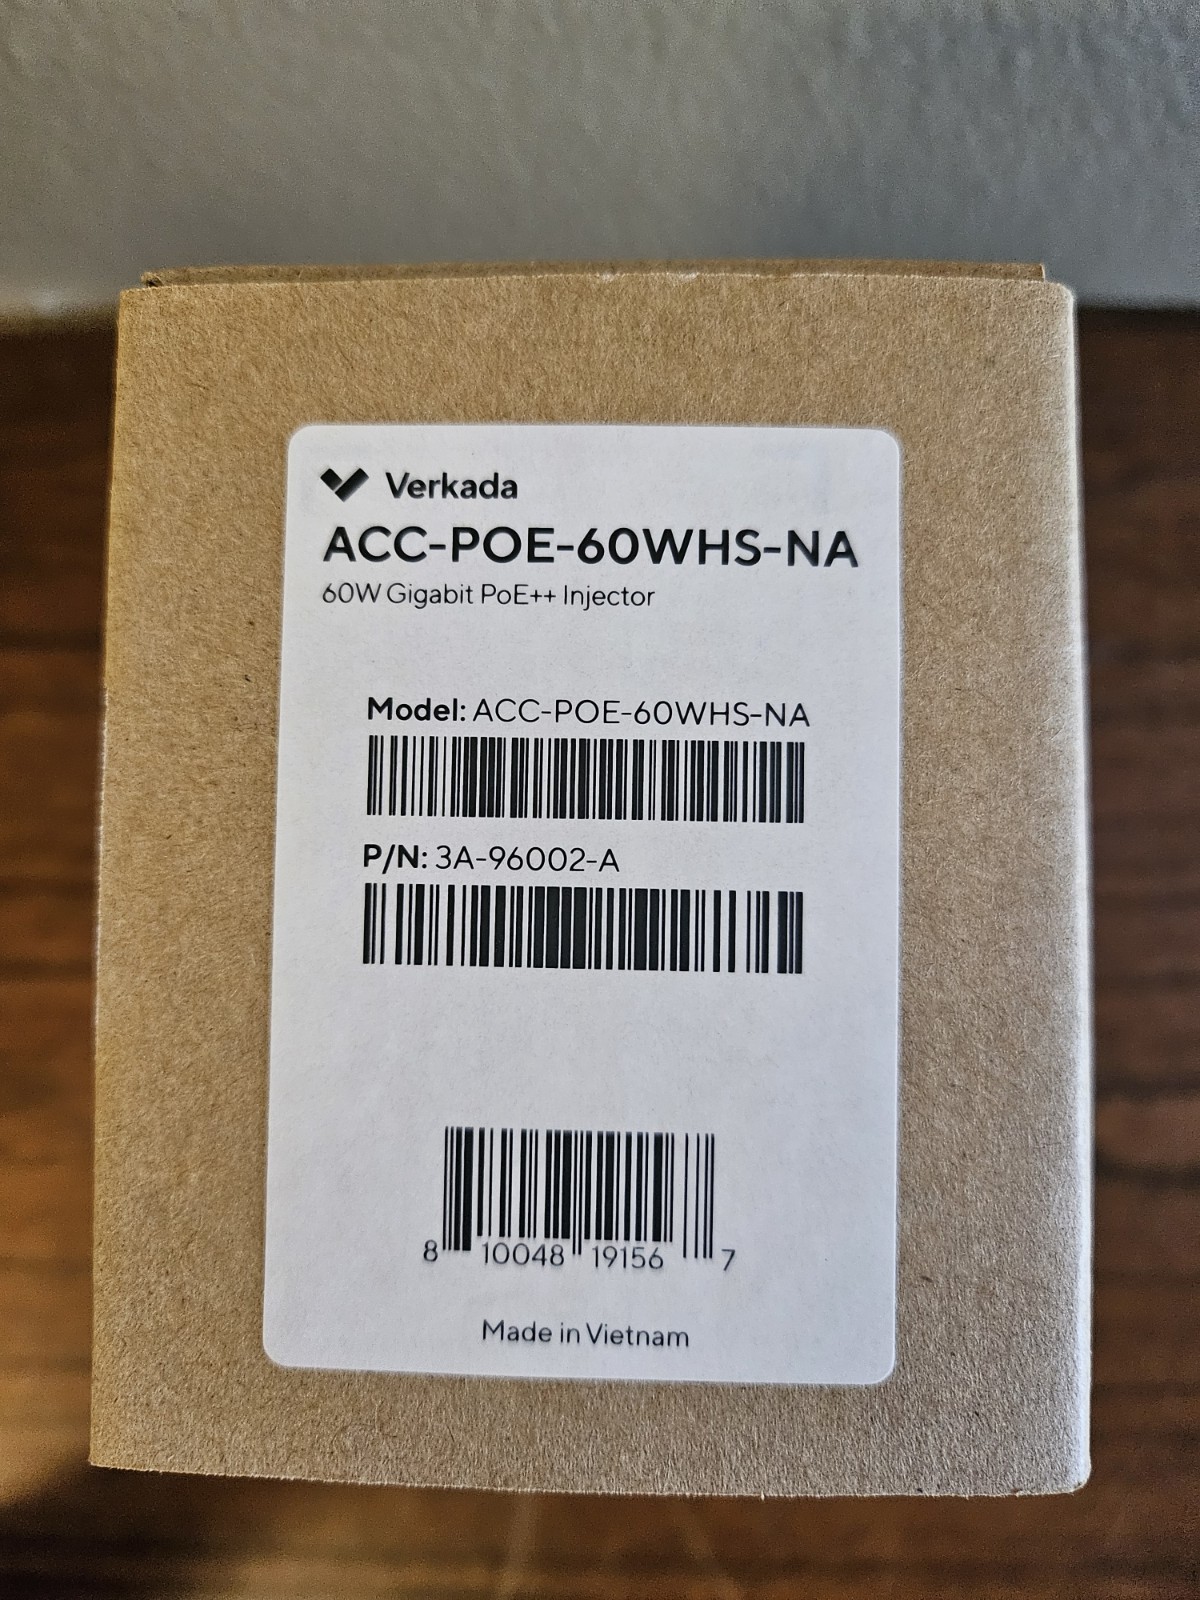 Verkada
ACC-POE-60WHS-NA
60W Gigabit PoE++ Injector
Model: ACC-POE-60WHS-NA
P/N: 3A-96002-A
8 10048 19156 7
Made in Vietnam